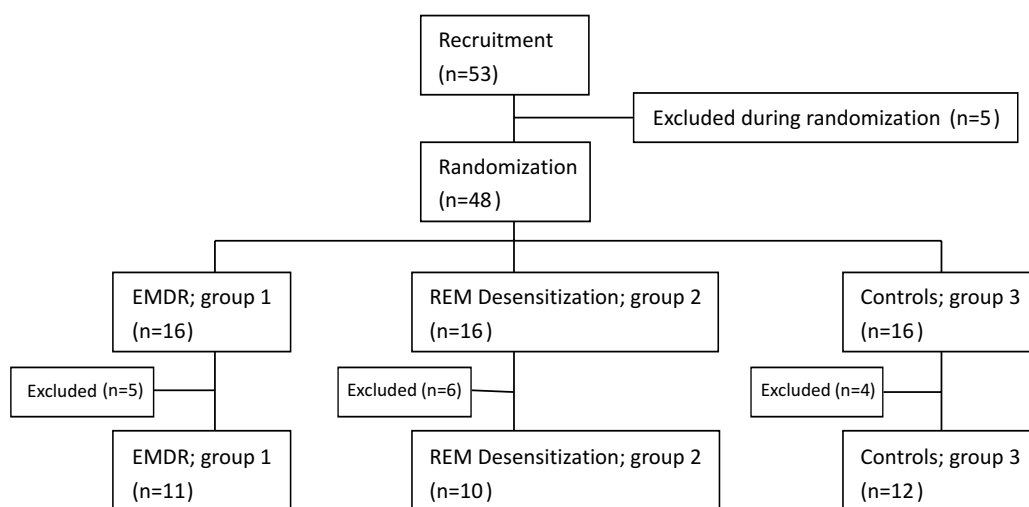 Recruitment
(n=53)
Excluded during randomization (n=5)
Randomization
(n=48)
EMDR; group 1
(n=16)
REM Desensitization; group 2
(n=16)
Controls; group 3
(n=16)
Excluded (n=5)
Excluded (n=6)
Excluded (n=4)
EMDR; group 1
(n=11)
REM Desensitization; group 2
(n=10)
Controls; group 3
(n=12)